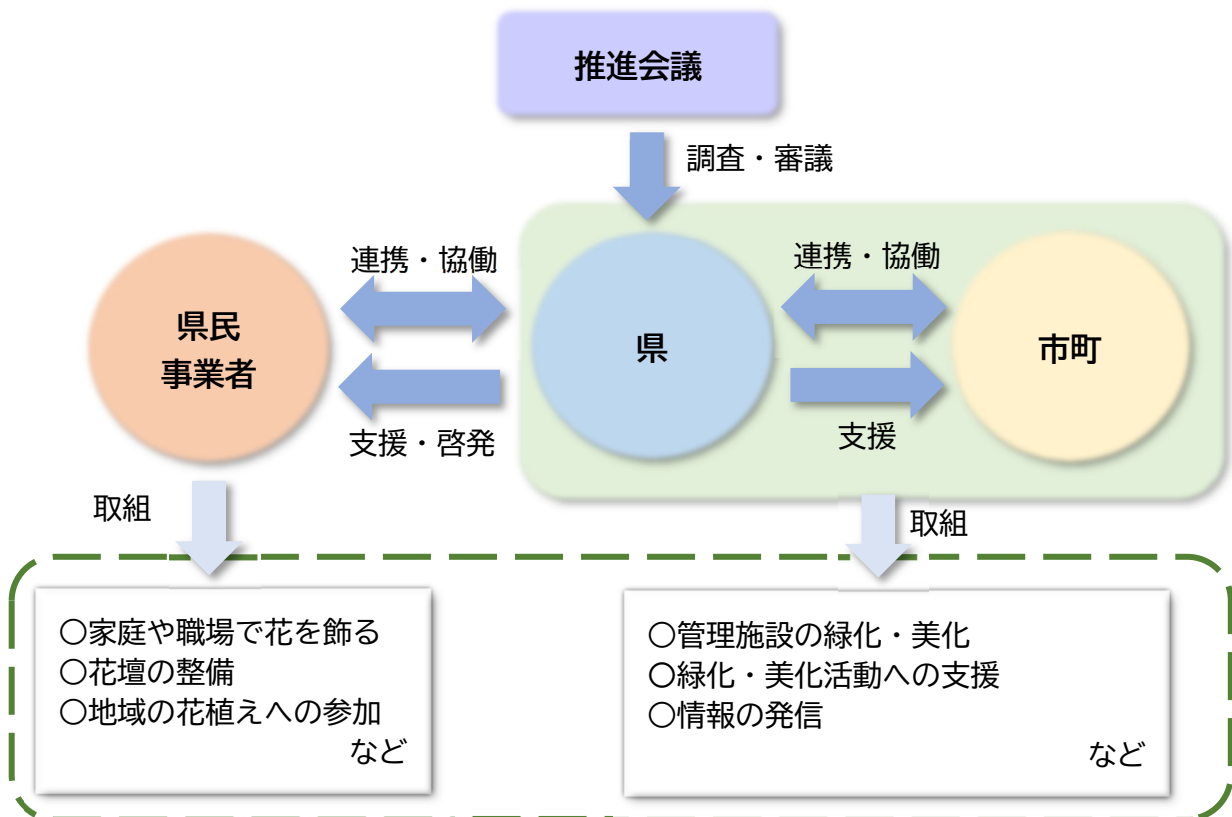 推進会議
調査・審議
連携・協働
連携・協働
県民
事業者
県
市町
支援・啓発
支援
取組
取組
〇家庭や職場で花を飾る
〇花壇の整備
〇地域の花植えへの参加
など
〇管理施設の緑化・美化
〇緑化・美化活動への支援
〇情報の発信
など